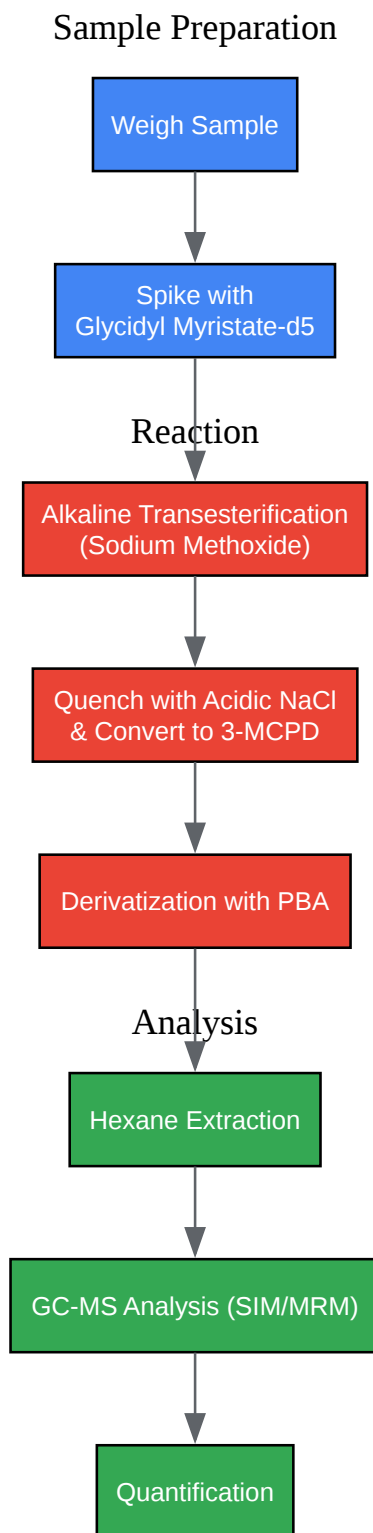 Sample Preparation
Weigh Sample
Spike with
Glycidyl Myristate-d5
Reaction
Alkaline Transesterification
(Sodium Methoxide)
Quench with Acidic NaCl
& Convert to 3-MCPD
Derivatization with PBA
Analysis
Hexane Extraction
GC-MS Analysis (SIM/MRM)
Quantification